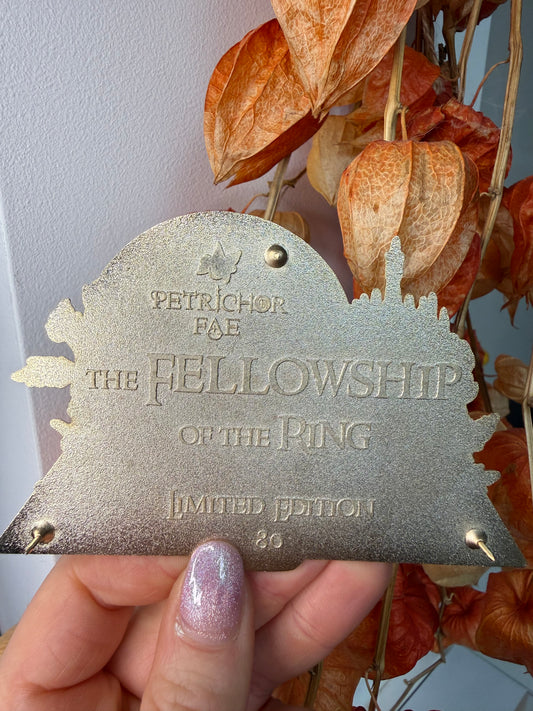 PETRICHOR
FAE
THE FELLOWSHIP
OF THE RING
LIMITED EDITION
80